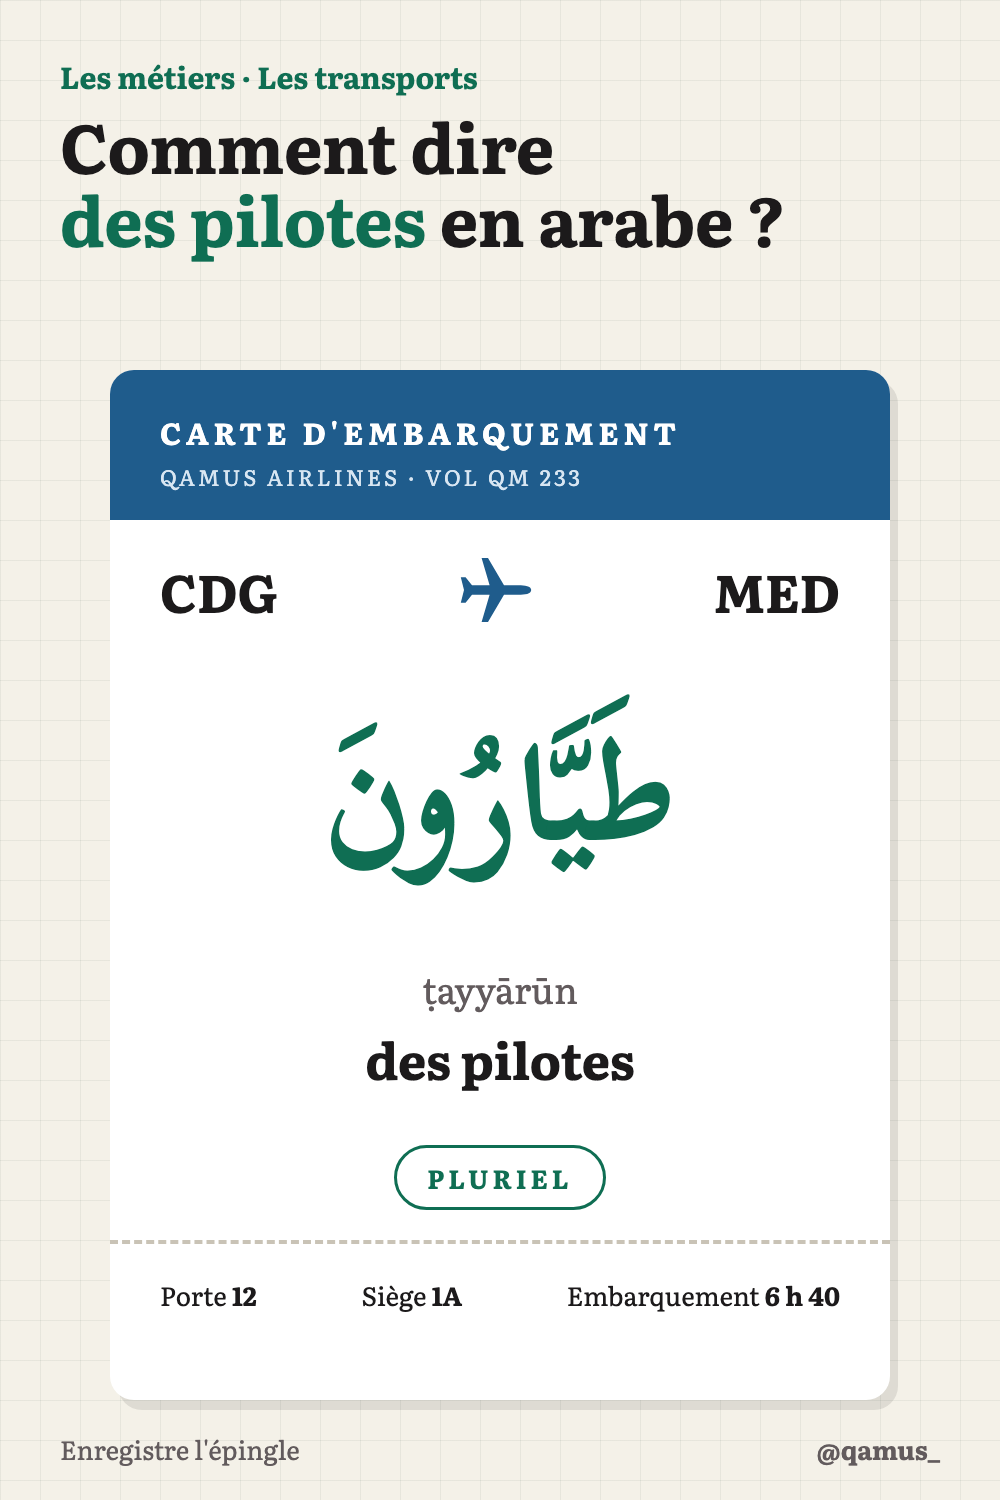 Les métiers · Les transports
Comment dire
des pilotes en arabe ?
CARTE D'EMBARQUEMENT
QAMUS AIRLINES · VOL QM 233
CDG MED
طَيَّارُونَ
ṭayyārūn
des pilotes
PLURIEL
Porte 12 Siège 1A Embarquement 6 h 40
Enregistre l'épingle @qamus_